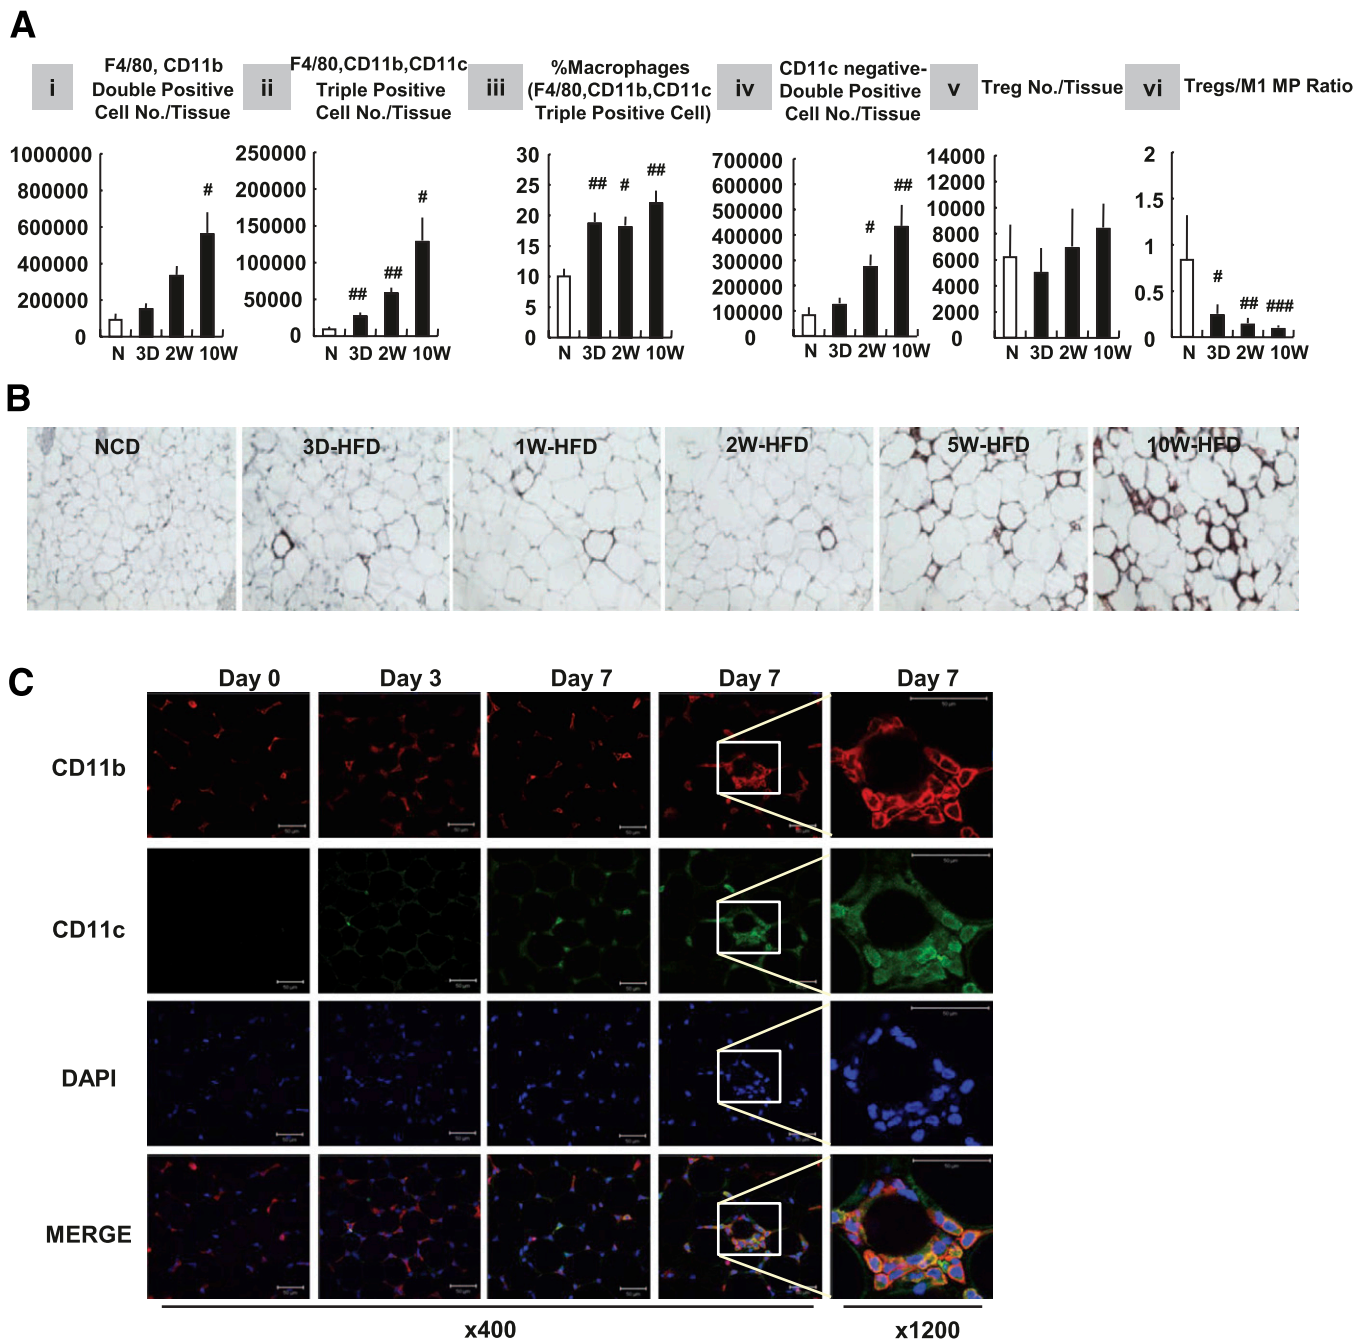 A
i
F4/80, CD11b
Double Positive
Cell No./Tissue
ii
F4/80,CD11b,CD11c
Triple Positive
Cell No./Tissue
iii
%Macrophages
(F4/80,CD11b,CD11c
Triple Positive Cell)
iv
CD11c negative-
Double Positive
Cell No./Tissue
v
Treg No./Tissue
vi
Tregs/M1 MP Ratio
1000000
800000
600000
400000
200000
0
#
N 3D 2W 10W
250000
200000
150000
100000
50000
0
## ## #
N 3D 2W 10W
30
25
20
15
10
5
0
## # ##
N 3D 2W 10W
700000
600000
500000
400000
300000
200000
100000
0
# ##
N 3D 2W 10W
14000
12000
10000
8000
6000
4000
2000
0
N 3D 2W 10W
2
1.5
1
0.5
0
# ## ###
N 3D 2W 10W
B
NCD
3D-HFD
1W-HFD
2W-HFD
5W-HFD
10W-HFD
C
Day 0 Day 3 Day 7 Day 7 Day 7
CD11b
CD11c
DAPI
MERGE
x400
x1200